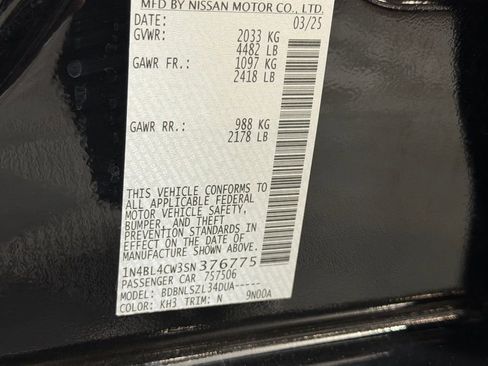 MFD BY NISSAN MOTOR CO., LTD.
DATE: 03/25
GVWR: 2033 KG
4482 LB
GAWR FR.: 1097 KG
2418 LB
GAWR RR.: 988 KG
2178 LB
THIS VEHICLE CONFORMS TO
ALL APPLICABLE FEDERAL
MOTOR VEHICLE SAFETY,
BUMPER, AND THEFT
PREVENTION STANDARDS IN
EFFECT ON THE DATE OF
MANUFACTURE SHOWN ABOVE.
1N4BL4CW3SN376775
PASSENGER CAR 757506
MODEL: BDBNLSZL34DUA-----
COLOR: KH3 TRIM: N 9N00A